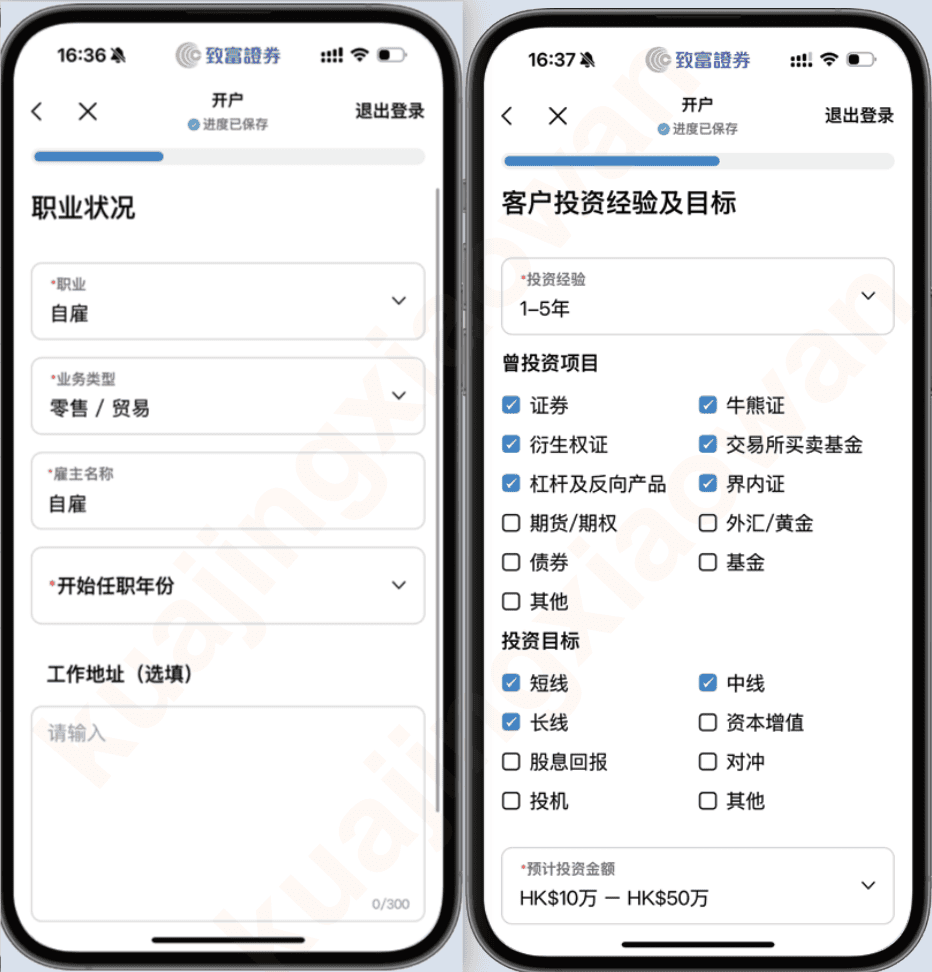 16:36
致富證券
开户
进度已保存
退出登录
职业状况
*职业
自雇
*业务类型
零售 / 贸易
*雇主名称
自雇
*开始任职年份
工作地址（选填）
请输入
0/300
16:37
致富證券
开户
进度已保存
退出登录
客户投资经验及目标
*投资经验
1–5年
曾投资项目
证券
牛熊证
衍生权证
交易所买卖基金
杠杆及反向产品
界内证
期货/期权
外汇/黄金
债券
基金
其他
投资目标
短线
中线
长线
资本增值
股息回报
对冲
投机
其他
*预计投资金额
HK$10万 — HK$50万
kuajingxiaowan
kuajingxiaowan